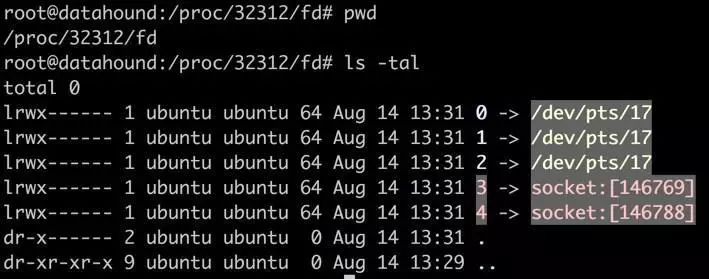 root@datahound:/proc/32312/fd# pwd
/proc/32312/fd
root@datahound:/proc/32312/fd# ls -tal
total 0
lrwx------ 1 ubuntu ubuntu 64 Aug 14 13:31 0 -> /dev/pts/17
lrwx------ 1 ubuntu ubuntu 64 Aug 14 13:31 1 -> /dev/pts/17
lrwx------ 1 ubuntu ubuntu 64 Aug 14 13:31 2 -> /dev/pts/17
lrwx------ 1 ubuntu ubuntu 64 Aug 14 13:31 3 -> socket:[146769]
lrwx------ 1 ubuntu ubuntu 64 Aug 14 13:31 4 -> socket:[146788]
dr-x------ 2 ubuntu ubuntu  0 Aug 14 13:31 .
dr-xr-xr-x 9 ubuntu ubuntu  0 Aug 14 13:29 ..